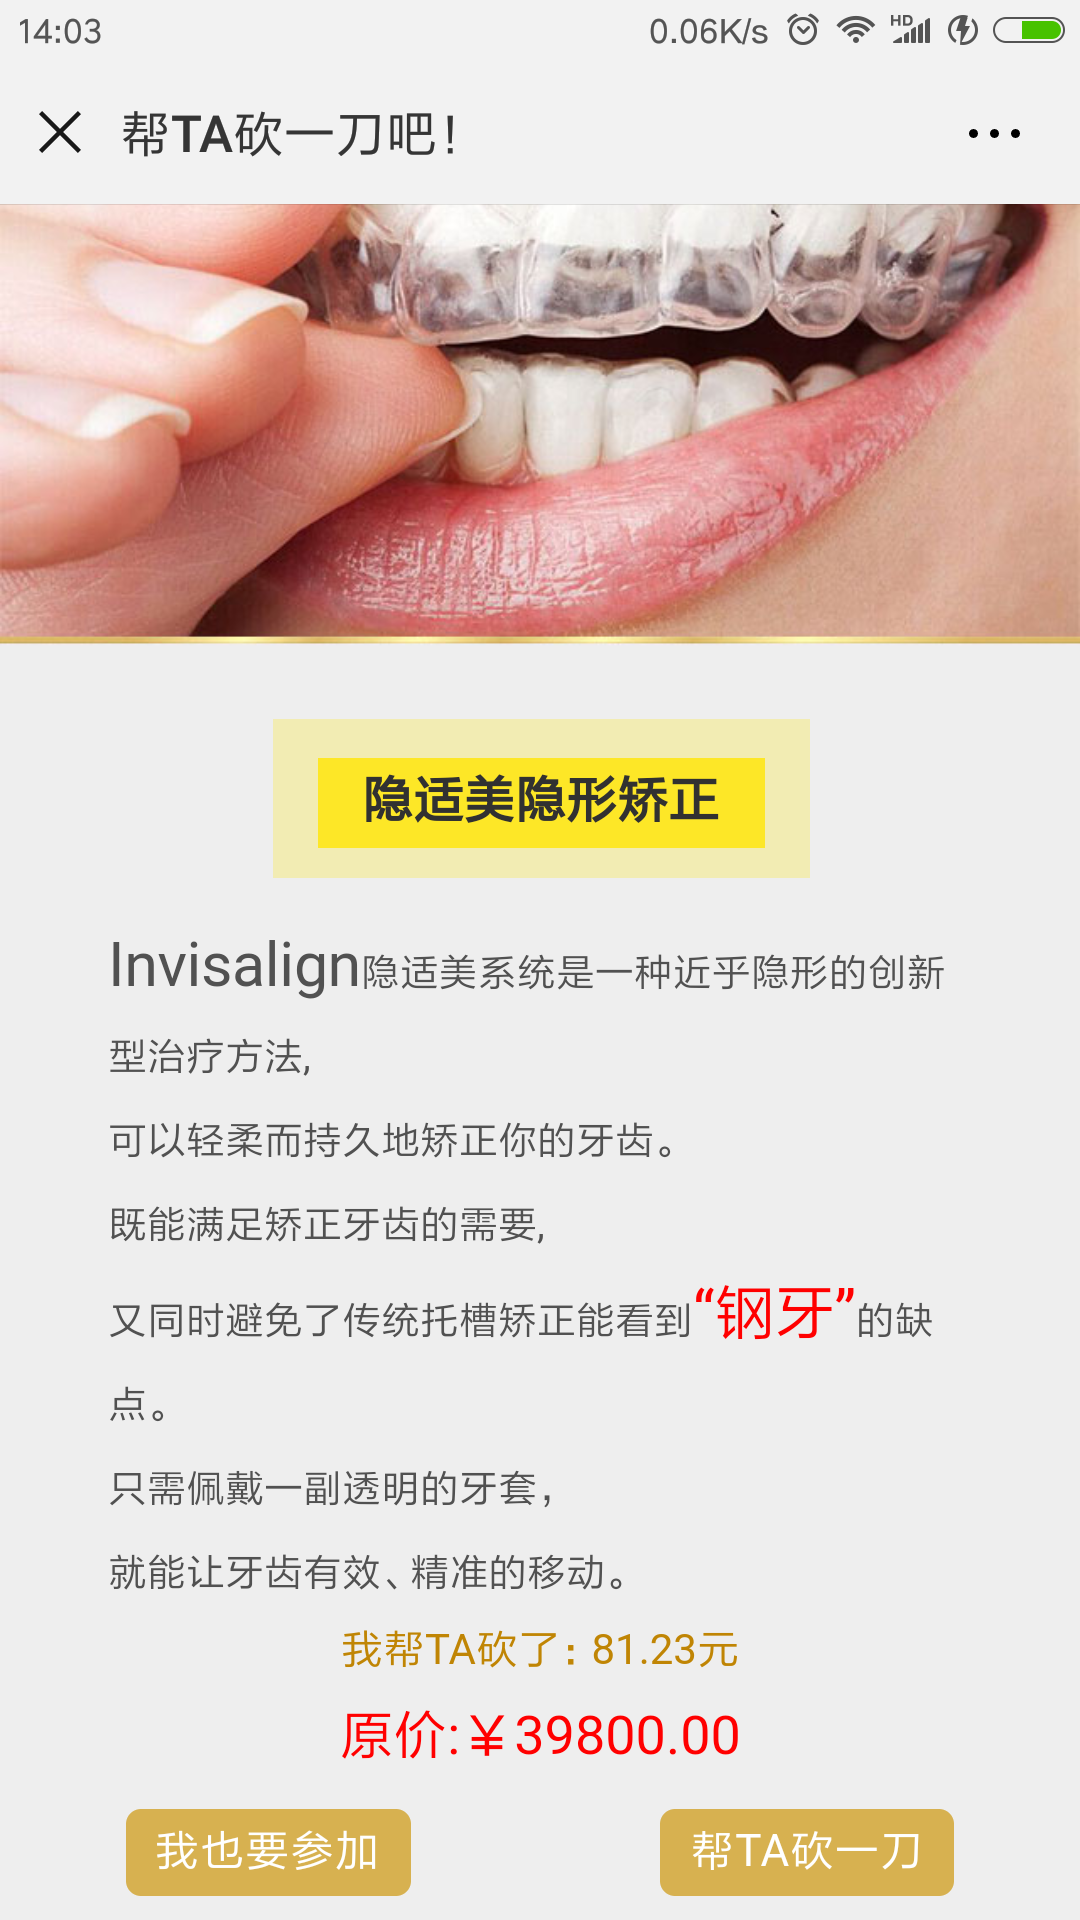 14:03
0.06K/s
HD
帮TA砍一刀吧!
隐适美隐形矫正
Invisalign隐适美系统是一种近乎隐形的创新
型治疗方法,
可以轻柔而持久地矫正你的牙齿。
既能满足矫正牙齿的需要,
又同时避免了传统托槽矫正能看到“钢牙”的缺
点。
只需佩戴一副透明的牙套，
就能让牙齿有效、精准的移动。
我帮TA砍了：81.23元
原价:￥39800.00
我也要参加
帮TA砍一刀